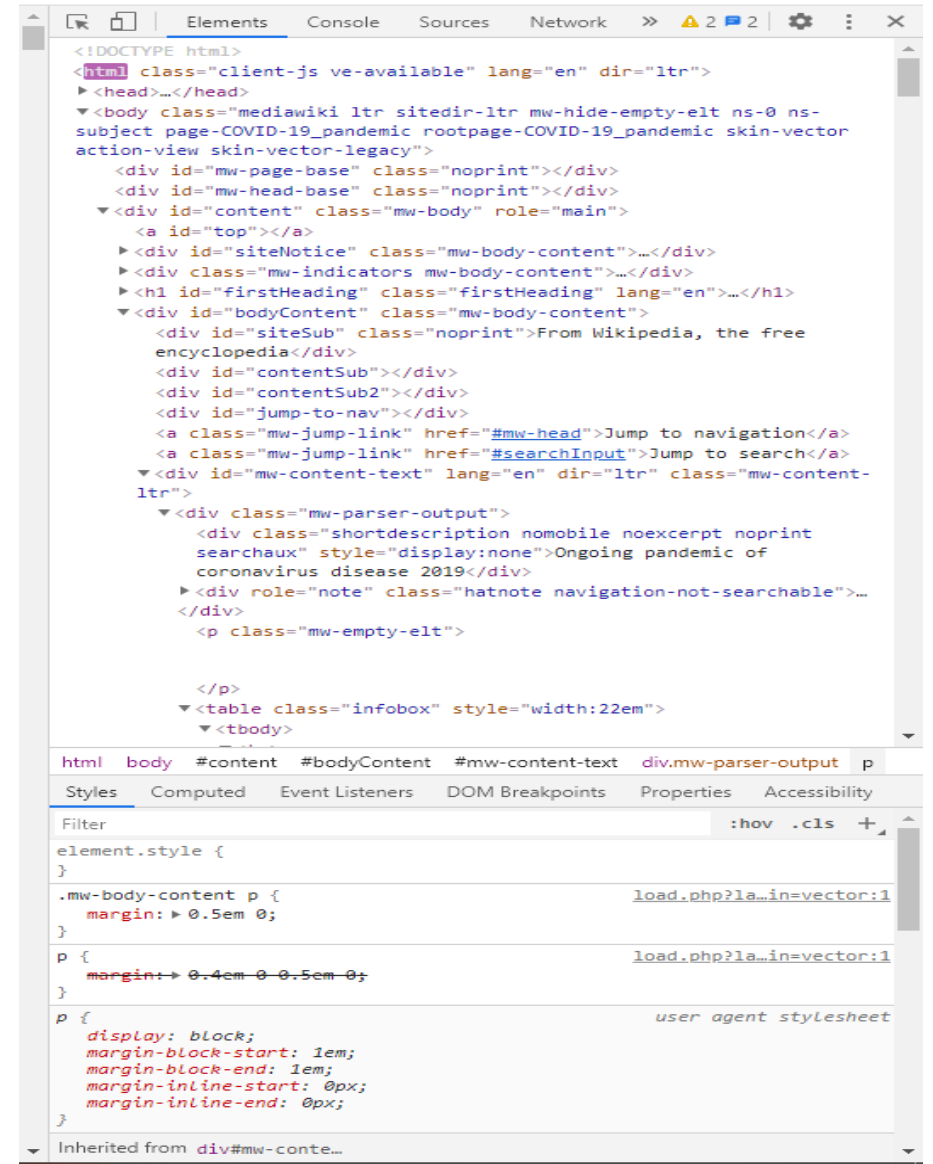 Elements Console Sources Network » 2 2
<!DOCTYPE html>
<html class="client-js ve-available" lang="en" dir="ltr">
<head>…</head>
<body class="mediawiki ltr sitedir-ltr mw-hide-empty-elt ns-0 ns-
subject page-COVID-19_pandemic rootpage-COVID-19_pandemic skin-vector
action-view skin-vector-legacy">
<div id="mw-page-base" class="noprint"></div>
<div id="mw-head-base" class="noprint"></div>
<div id="content" class="mw-body" role="main">
<a id="top"></a>
<div id="siteNotice" class="mw-body-content">…</div>
<div class="mw-indicators mw-body-content">…</div>
<h1 id="firstHeading" class="firstHeading" lang="en">…</h1>
<div id="bodyContent" class="mw-body-content">
<div id="siteSub" class="noprint">From Wikipedia, the free
encyclopedia</div>
<div id="contentSub"></div>
<div id="contentSub2"></div>
<div id="jump-to-nav"></div>
<a class="mw-jump-link" href="#mw-head">Jump to navigation</a>
<a class="mw-jump-link" href="#searchInput">Jump to search</a>
<div id="mw-content-text" lang="en" dir="ltr" class="mw-content-
ltr">
<div class="mw-parser-output">
<div class="shortdescription nomobile noexcerpt noprint
searchaux" style="display:none">Ongoing pandemic of
coronavirus disease 2019</div>
<div role="note" class="hatnote navigation-not-searchable">…
</div>
<p class="mw-empty-elt">
</p>
<table class="infobox" style="width:22em">
<tbody>
html body #content #bodyContent #mw-content-text div.mw-parser-output p
Styles Computed Event Listeners DOM Breakpoints Properties Accessibility
Filter :hov .cls +
element.style {
}
.mw-body-content p { load.php?la…in=vector:1
margin: 0.5em 0;
}
p { load.php?la…in=vector:1
margin: 0.4em 0 0.5em 0;
}
p { user agent stylesheet
display: block;
margin-block-start: 1em;
margin-block-end: 1em;
margin-inline-start: 0px;
margin-inline-end: 0px;
}
Inherited from div#mw-conte…